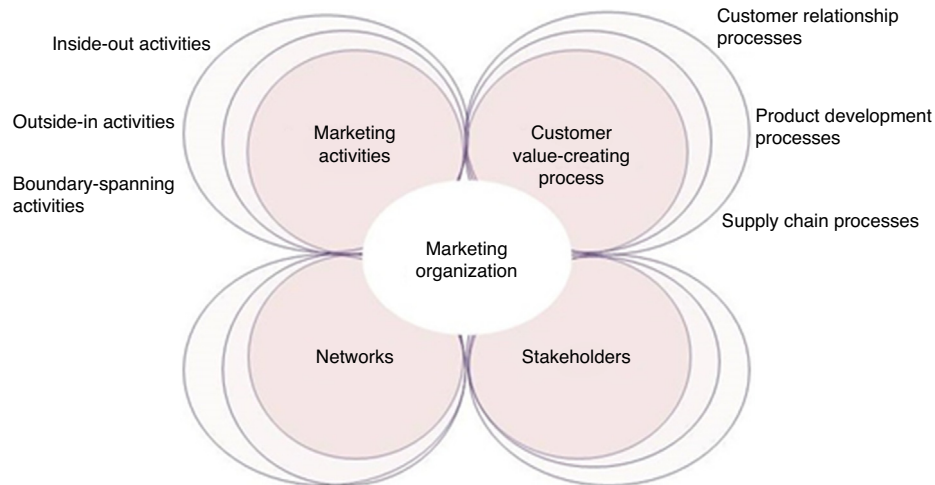 Inside-out activities
Outside-in activities
Boundary-spanning
activities
Marketing
activities
Customer
value-creating
process
Customer relationship
processes
Product development
processes
Supply chain processes
Marketing
organization
Networks
Stakeholders